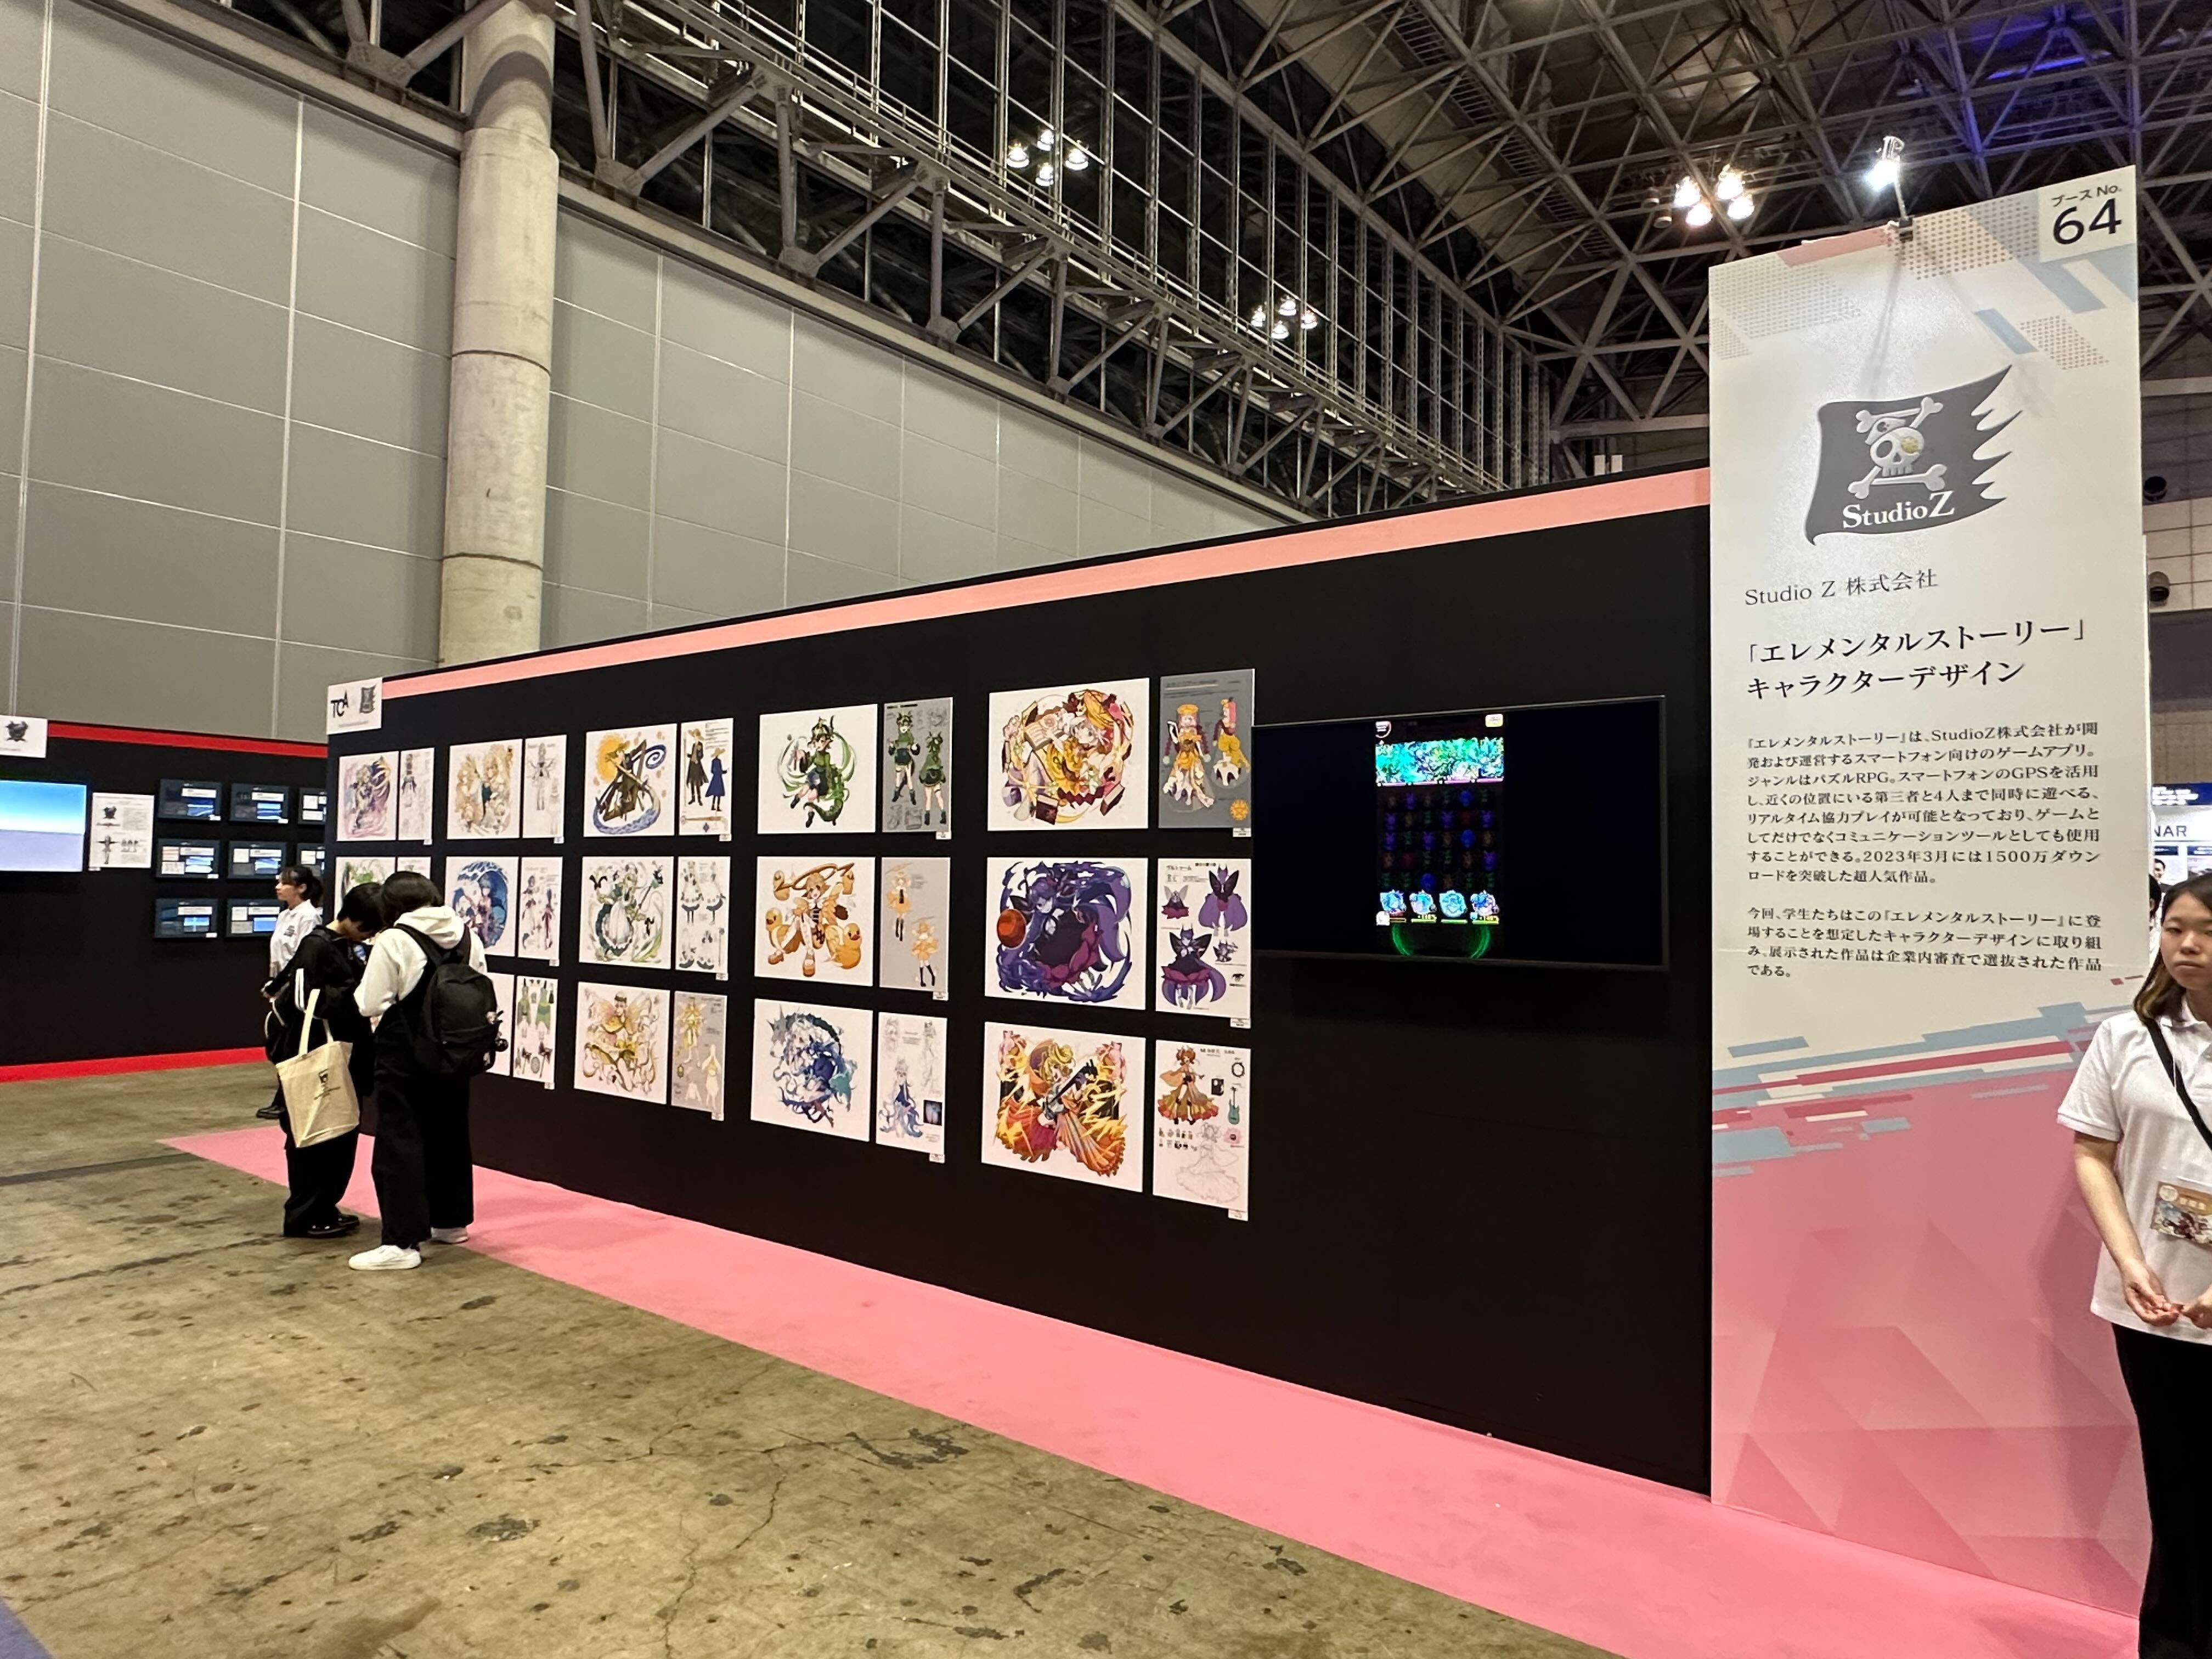 ブースNo.
64
StudioZ
Studio Z 株式会社
「エレメンタルストーリー」
キャラクターデザイン
『エレメンタルストーリー』は、StudioZ株式会社が開
発および運営するスマートフォン向けのゲームアプリ。
ジャンルはパズルRPG。スマートフォンのGPSを活用
し、近くの位置にいる第三者と4人まで同時に遊べる、
リアルタイム協力プレイが可能となっており、ゲームと
してだけでなくコミュニケーションツールとしても使用
することができる。2023年3月には1500万ダウン
ロードを突破した超人気作品。
今回、学生たちはこの『エレメンタルストーリー』に登
場することを想定したキャラクターデザインに取り組
み、展示された作品は企業内審査で選抜された作品
である。
TCA
NAR